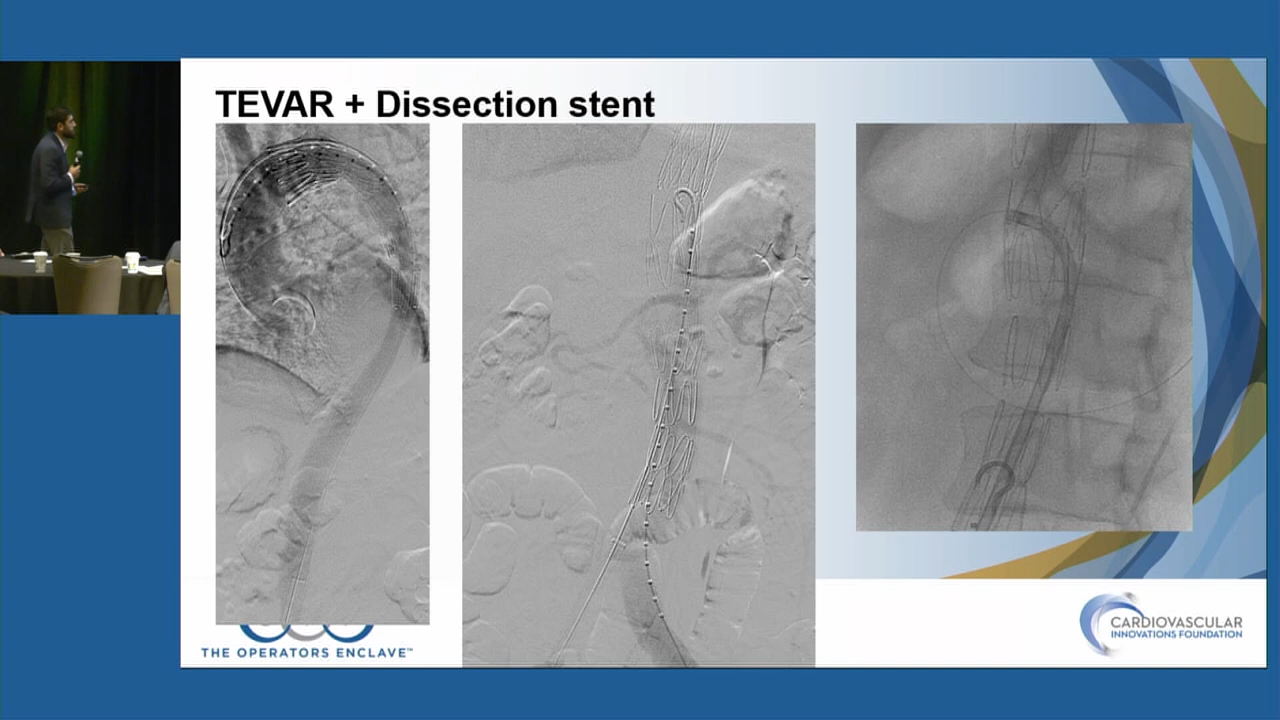 TEVAR + Dissection stent
THE OPERATORS ENCLAVE™
CARDIOVASCULAR
INNOVATIONS FOUNDATION